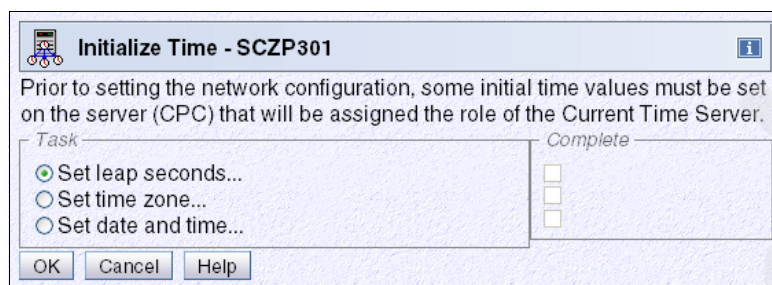 Initialize Time - SCZP301
i
Prior to setting the network configuration, some initial time values must be set
on the server (CPC) that will be assigned the role of the Current Time Server.
Task
Complete
Set leap seconds...
Set time zone...
Set date and time...
OK Cancel Help